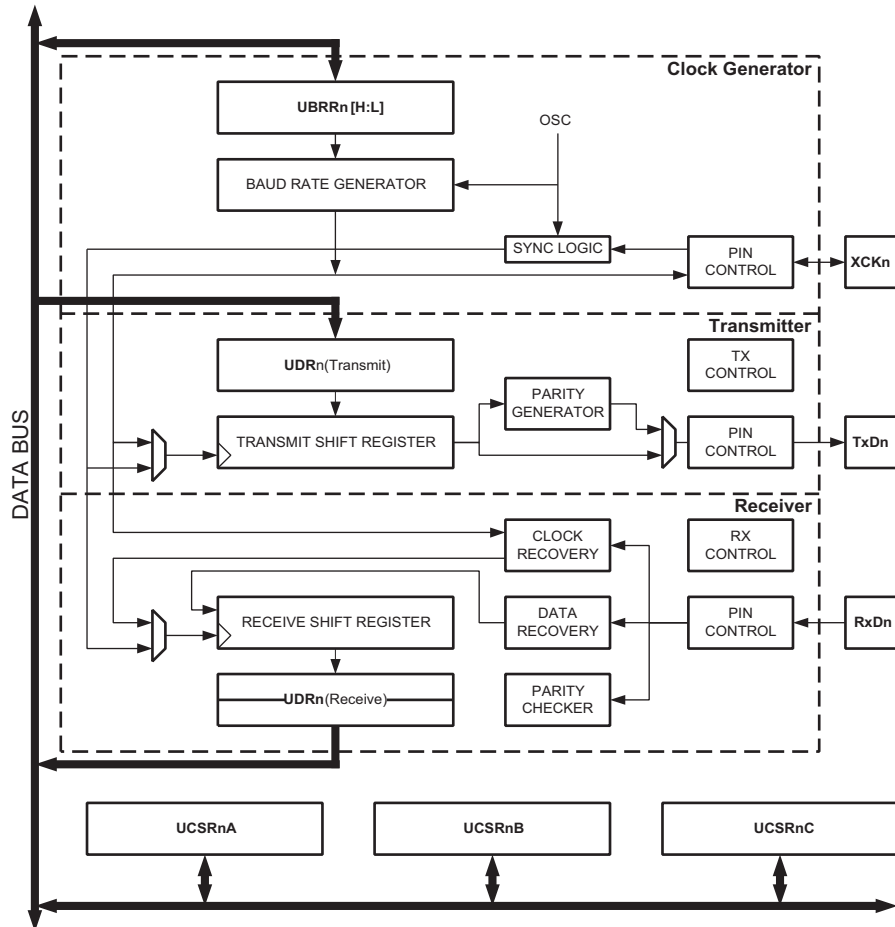 Clock Generator
UBRRn [H:L]
OSC
BAUD RATE GENERATOR
SYNC LOGIC
PIN
CONTROL
XCKn
Transmitter
UDRn(Transmit)
TX
CONTROL
PARITY
GENERATOR
TRANSMIT SHIFT REGISTER
PIN
CONTROL
TxDn
DATA BUS
Receiver
CLOCK
RECOVERY
RX
CONTROL
RECEIVE SHIFT REGISTER
DATA
RECOVERY
PIN
CONTROL
RxDn
UDRn(Receive)
PARITY
CHECKER
UCSRnA
UCSRnB
UCSRnC